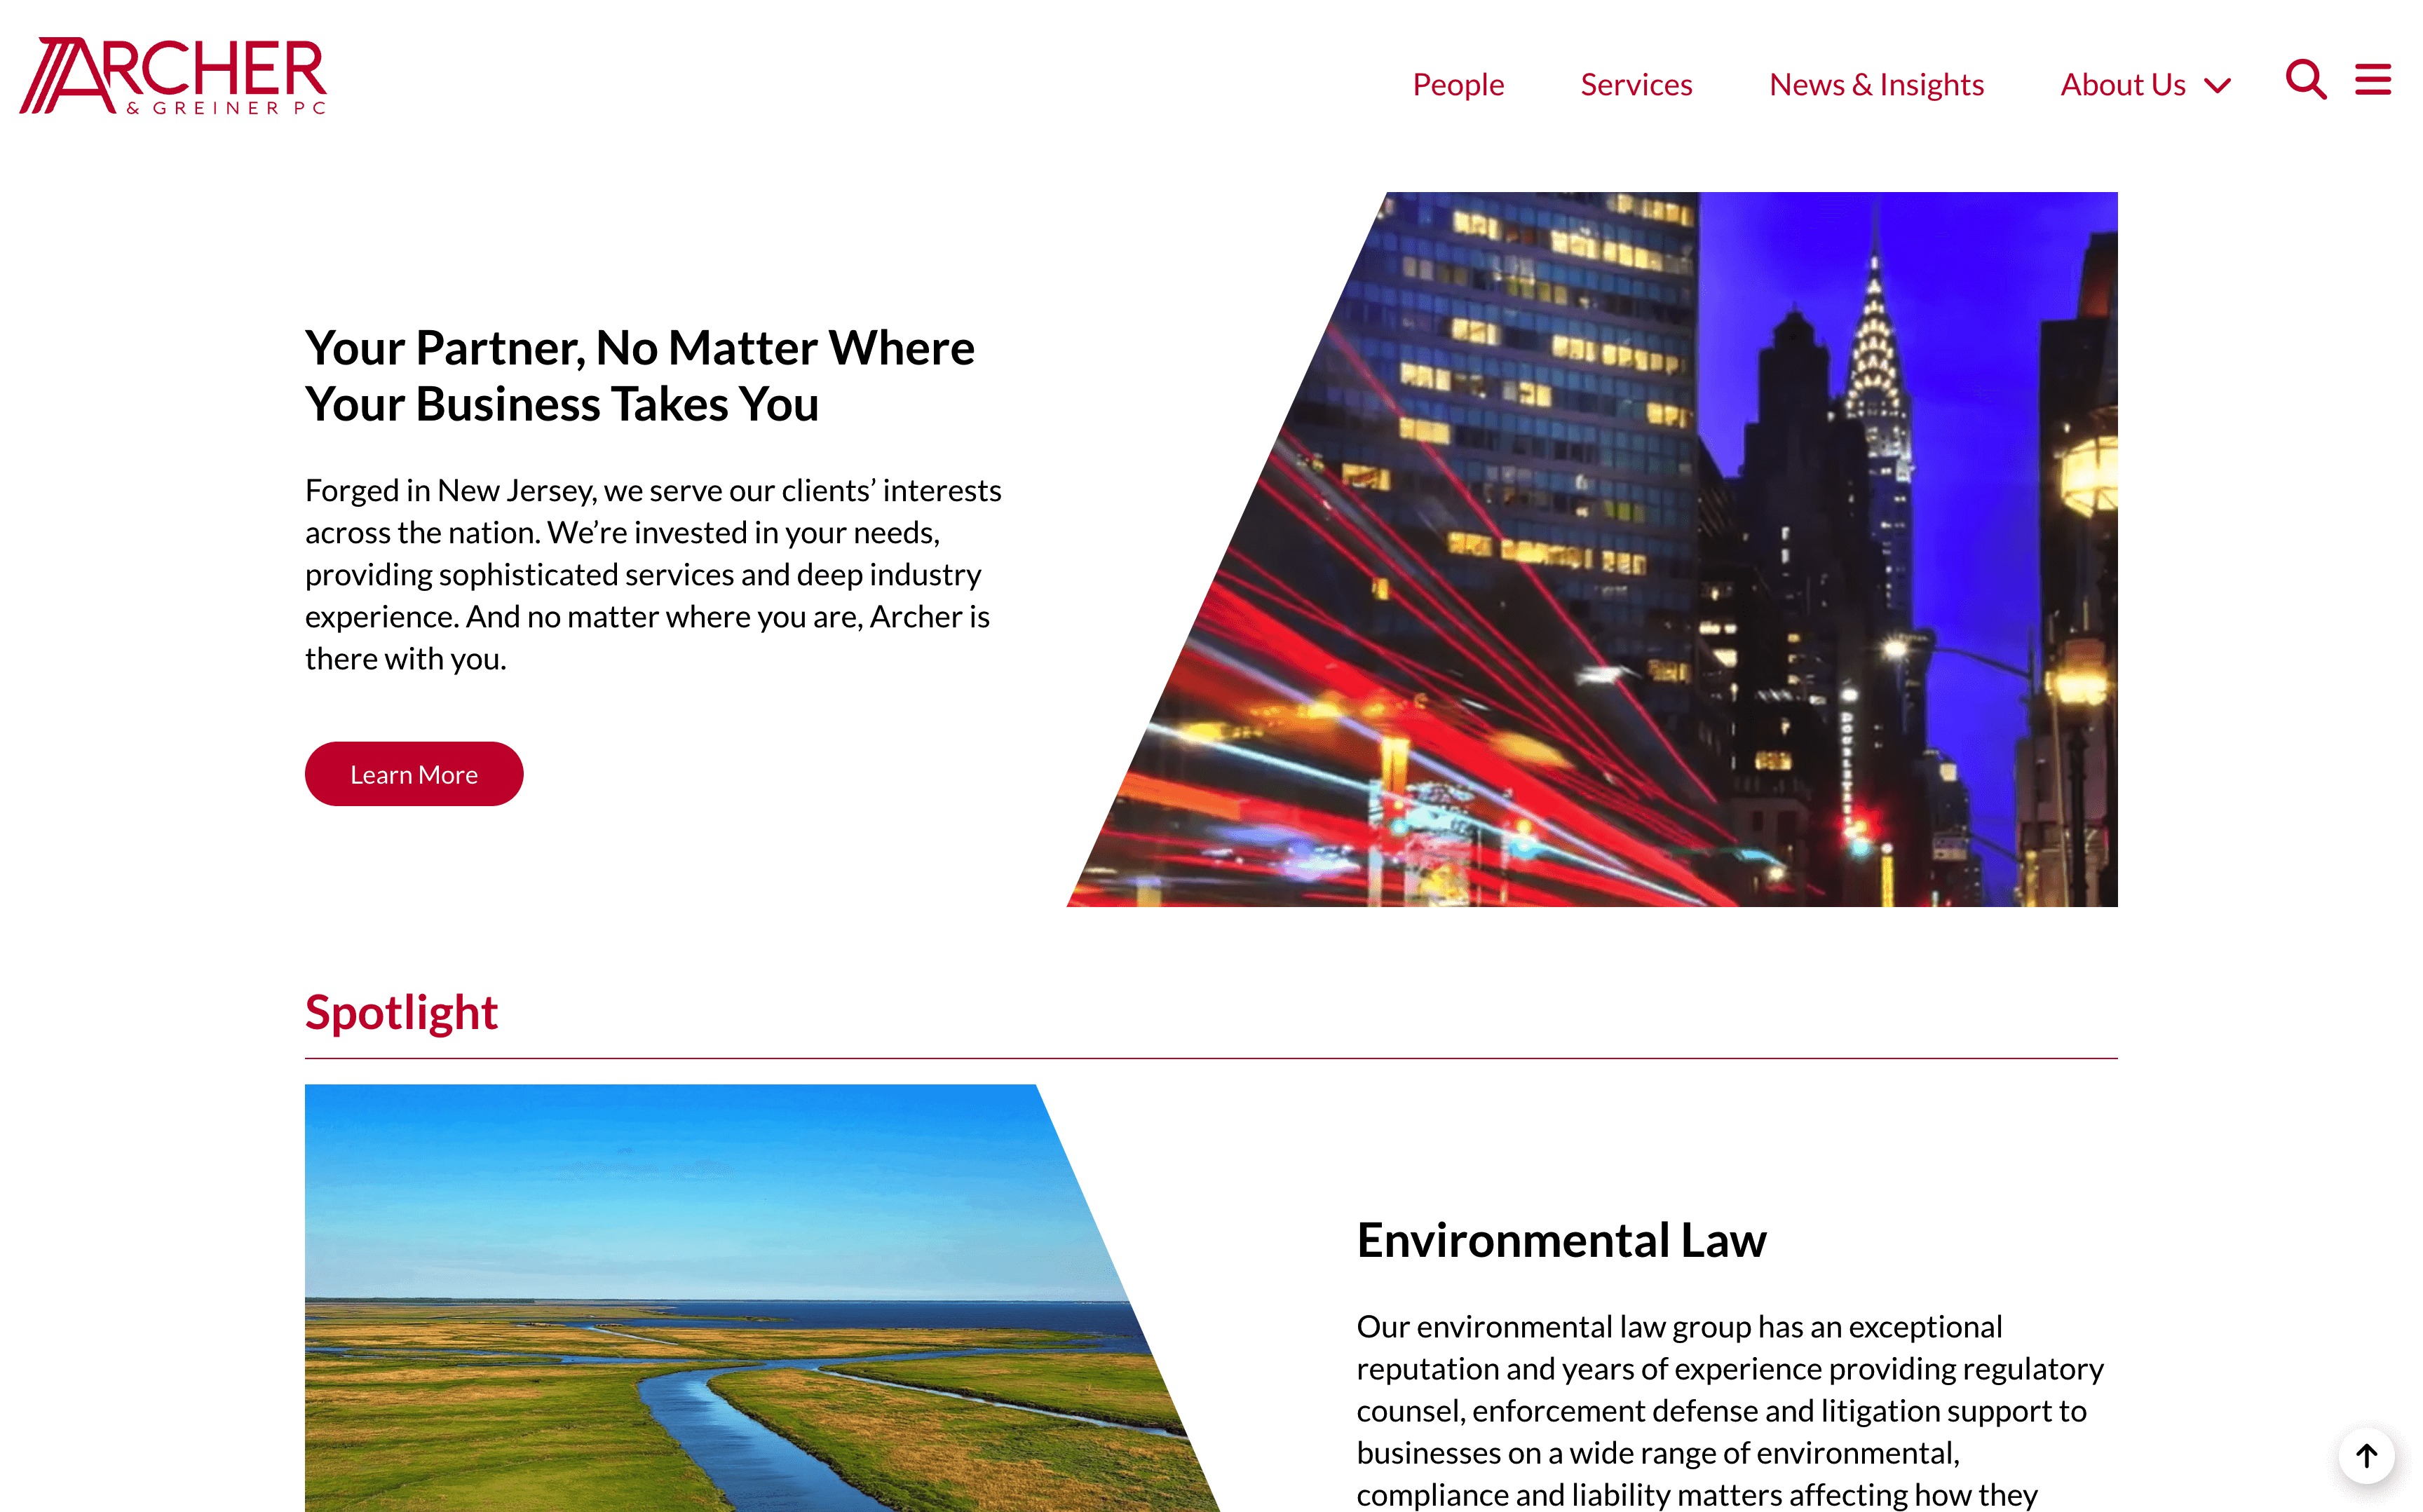 ARCHER
& GREINER PC
People
Services
News & Insights
About Us
Your Partner, No Matter Where
Your Business Takes You
Forged in New Jersey, we serve our clients’ interests
across the nation. We’re invested in your needs,
providing sophisticated services and deep industry
experience. And no matter where you are, Archer is
there with you.
Learn More
Spotlight
Environmental Law
Our environmental law group has an exceptional
reputation and years of experience providing regulatory
counsel, enforcement defense and litigation support to
businesses on a wide range of environmental,
compliance and liability matters affecting how they